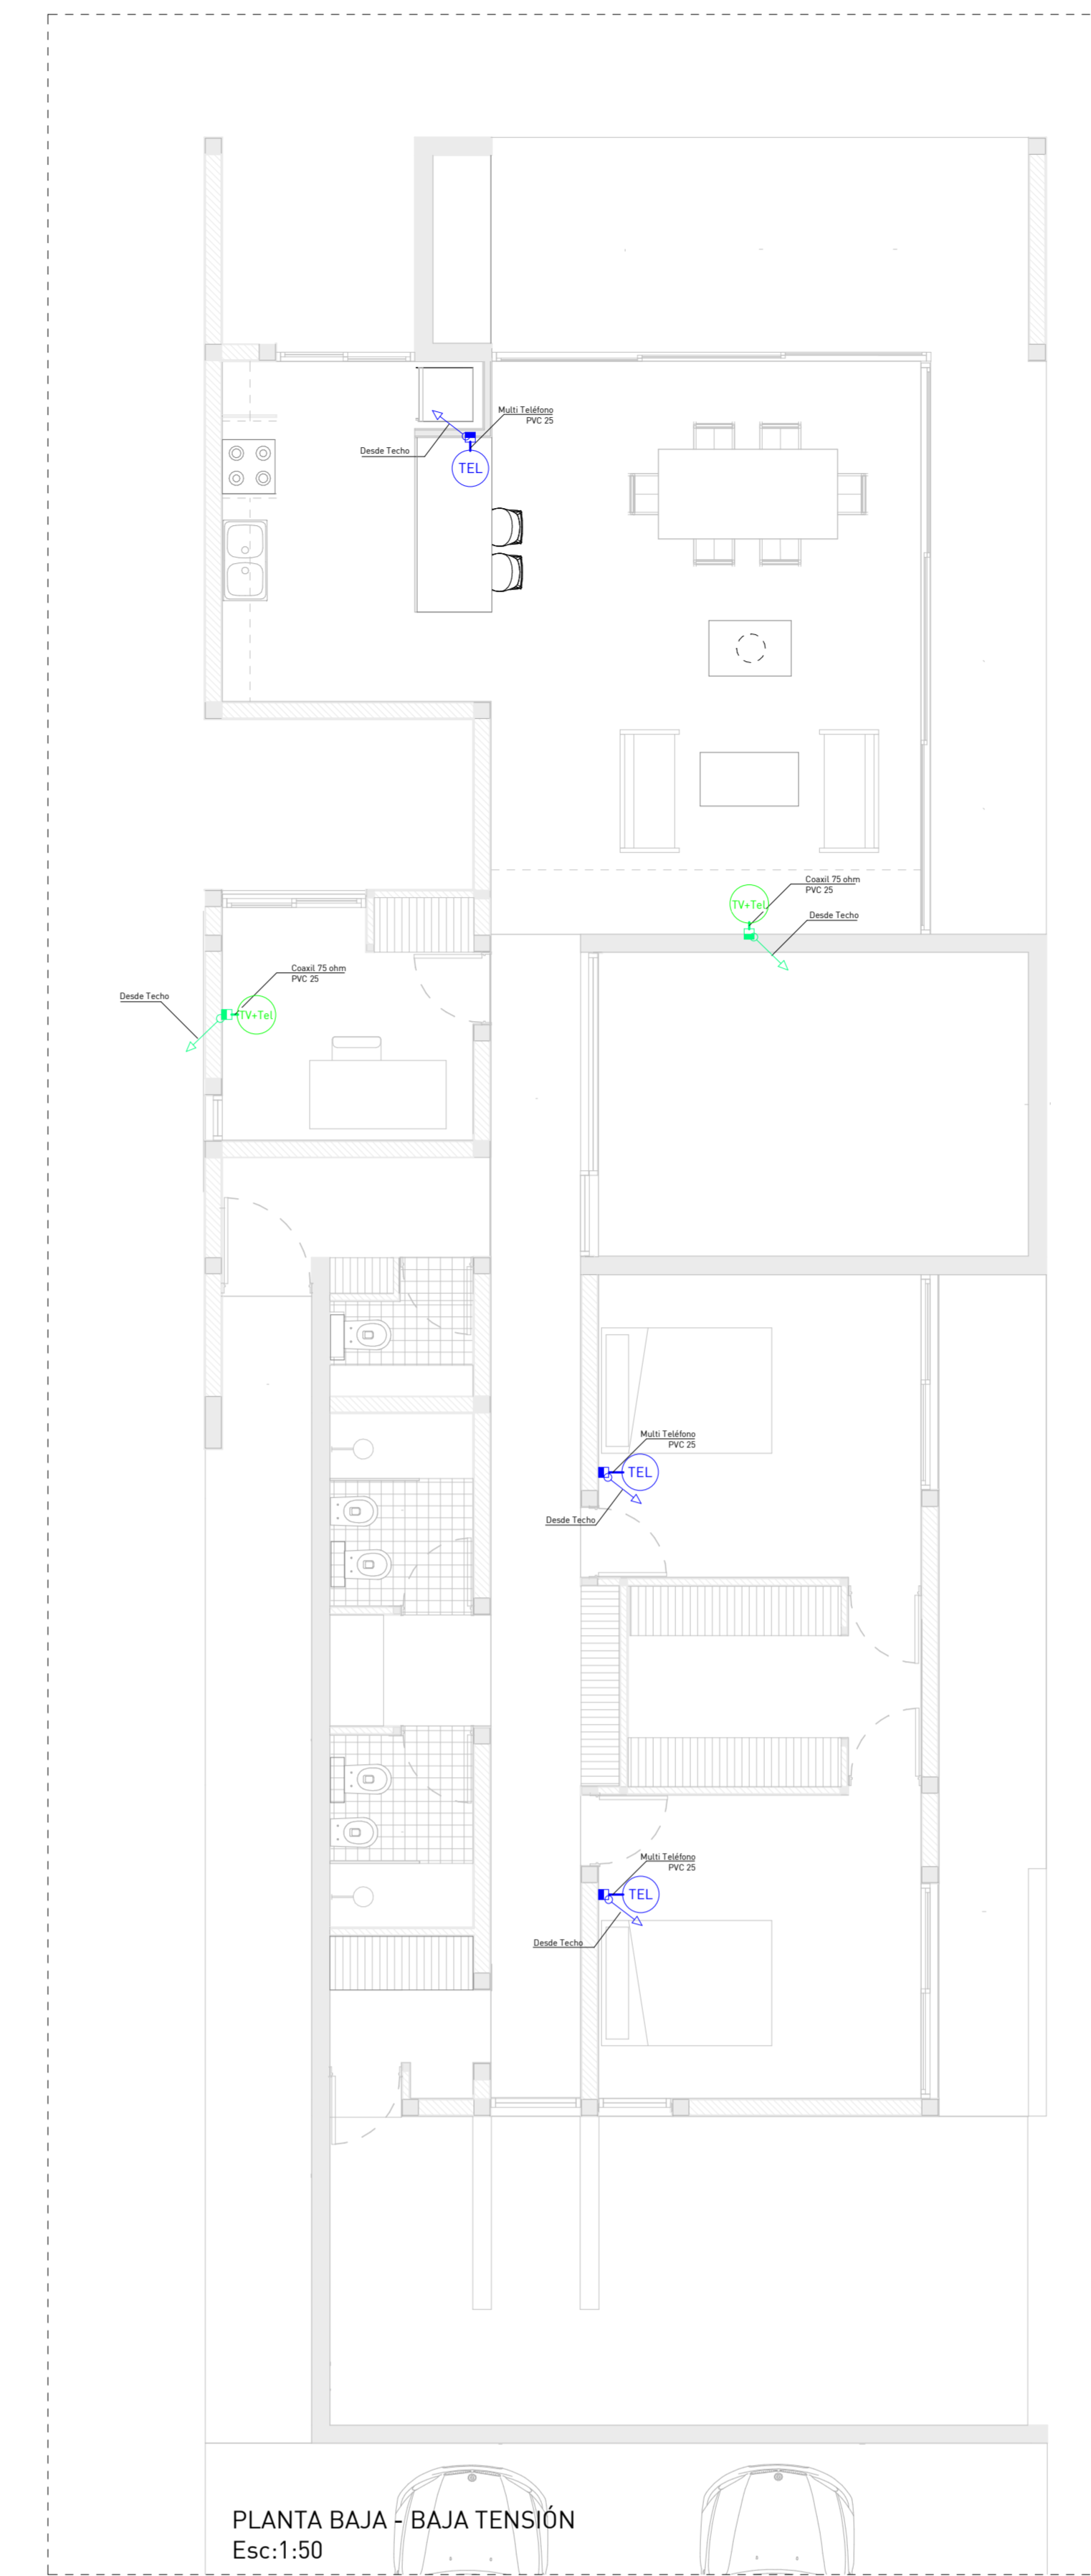 Multi Teléfono
PVC 25
Desde Techo
TEL
Coaxil 75 ohm
PVC 25
TV+Tel
Desde Techo
Coaxil 75 ohm
PVC 25
Desde Techo
TV+Tel
Multi Teléfono
PVC 25
TEL
Desde Techo
Multi Teléfono
PVC 25
TEL
Desde Techo
PLANTA BAJA - BAJA TENSIÓN
Esc:1:50